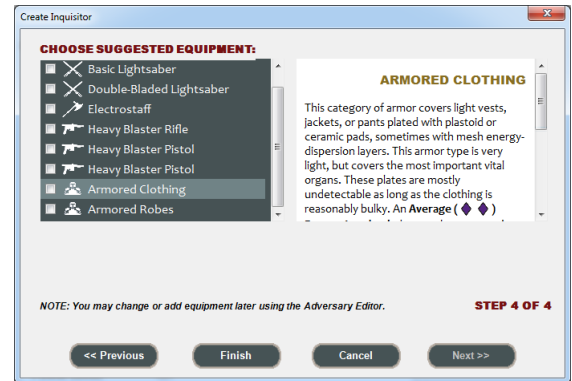 Create Inquisitor
CHOOSE SUGGESTED EQUIPMENT:
Basic Lightsaber
Double-Bladed Lightsaber
Electrostaff
Heavy Blaster Rifle
Heavy Blaster Pistol
Heavy Blaster Pistol
Armored Clothing
Armored Robes
ARMORED CLOTHING
This category of armor covers light vests,
jackets, or pants plated with plastoid or
ceramic pads, sometimes with mesh energy-
dispersion layers. This armor type is very
light, but covers the most important vital
organs. These plates are mostly
undetectable as long as the clothing is
reasonably bulky. An Average ( )
NOTE: You may change or add equipment later using the Adversary Editor.
STEP 4 OF 4
<< Previous
Finish
Cancel
Next >>